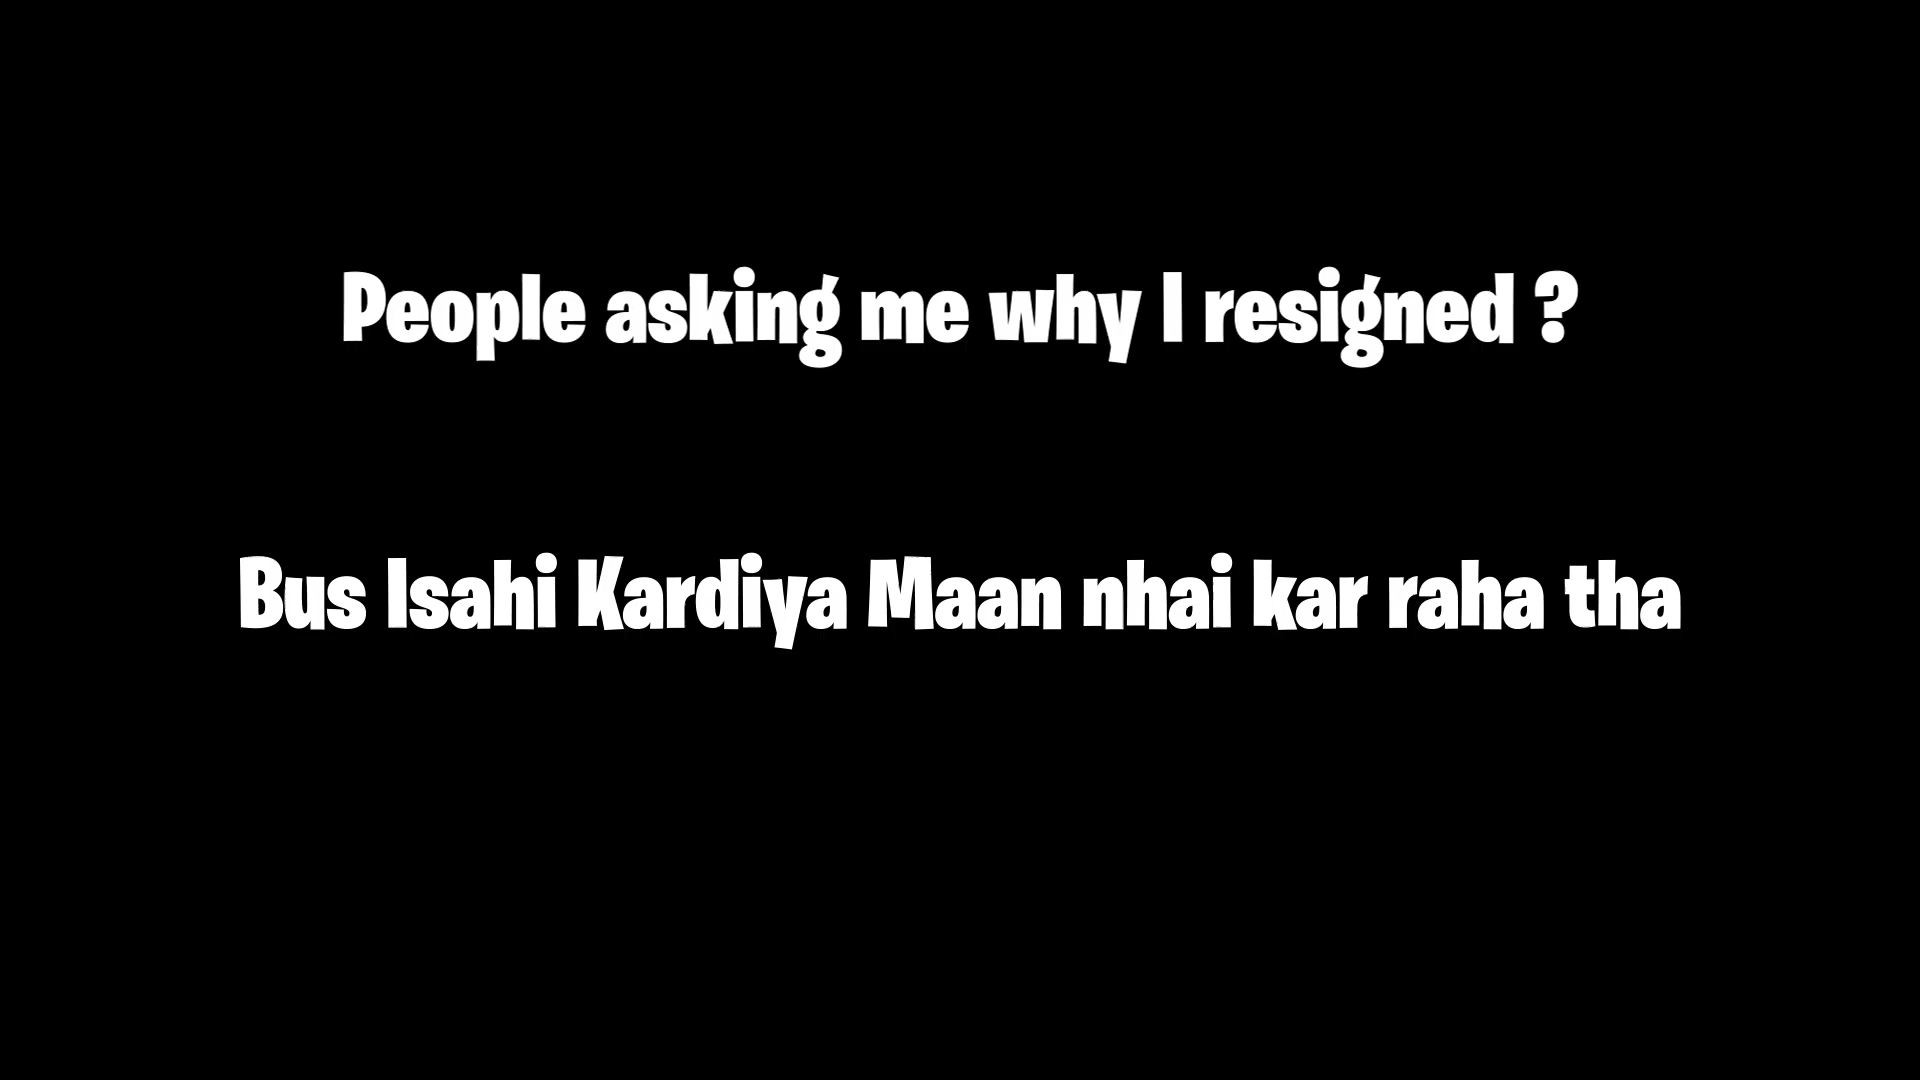 People asking me why I resigned ?
Bus Isahi Kardiya Maan nhai kar raha tha